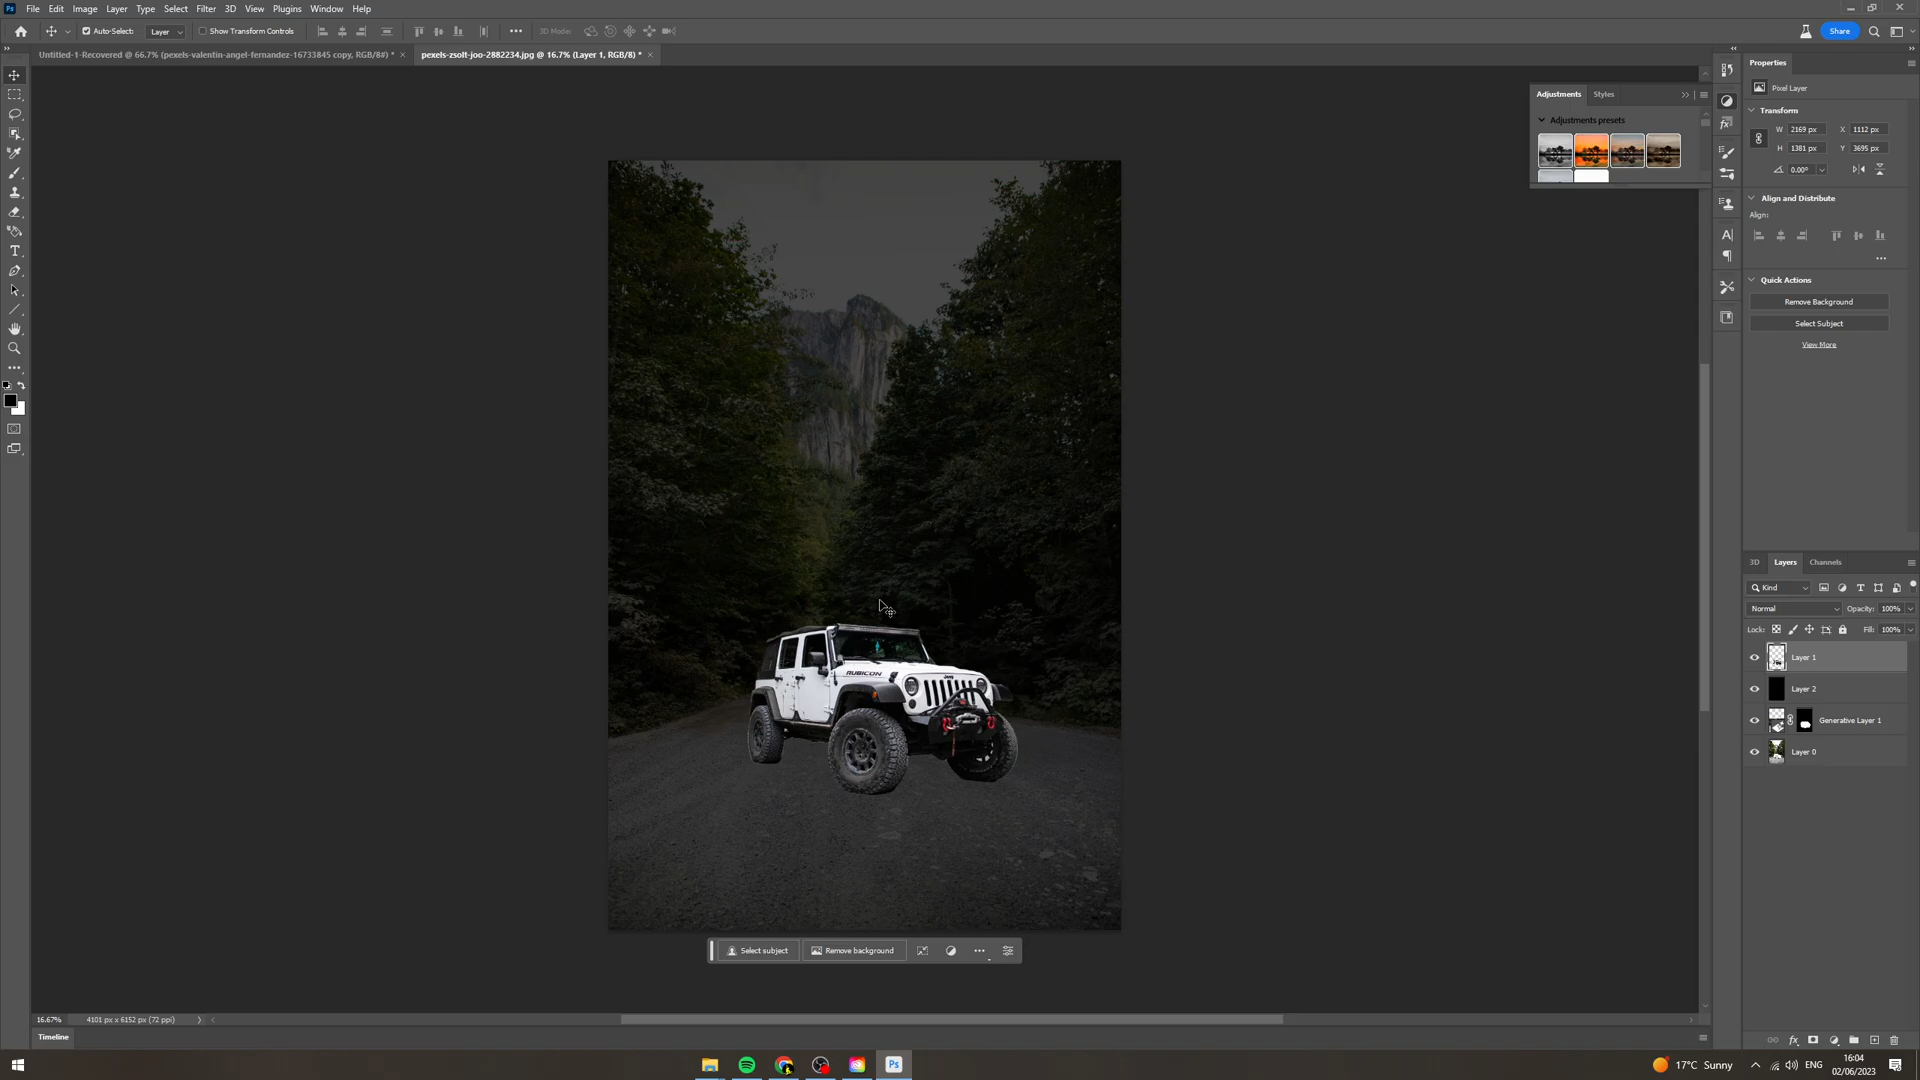 File Edit Image Layer Type Select Filter 3D View Plugins Window Help
Auto-Select: Layer Show Transform Controls 3D Mode: Share
Untitled-1-Recovered @ 66.7% (pexels-valentin-angel-fernandez-16733845 copy, RGB/8#) *
pexels-zsolt-joo-2882234.jpg @ 16.7% (Layer 1, RGB/8) *
Adjustments Styles
Adjustments presets
Properties
Pixel Layer
Transform
W 2169 px X 1112 px
H 1381 px Y 3695 px
0.00°
Align and Distribute
Align:
Quick Actions
Remove Background
Select Subject
View More
RUBICON
Jeep
3D Layers Channels
Kind
Normal Opacity: 100%
Lock: Fill: 100%
Layer 1
Layer 2
Generative Layer 1
Layer 0
Select subject Remove background
16.67% 4101 px x 6152 px (72 ppi)
Timeline
17°C Sunny ENG 16:04
02/06/2023